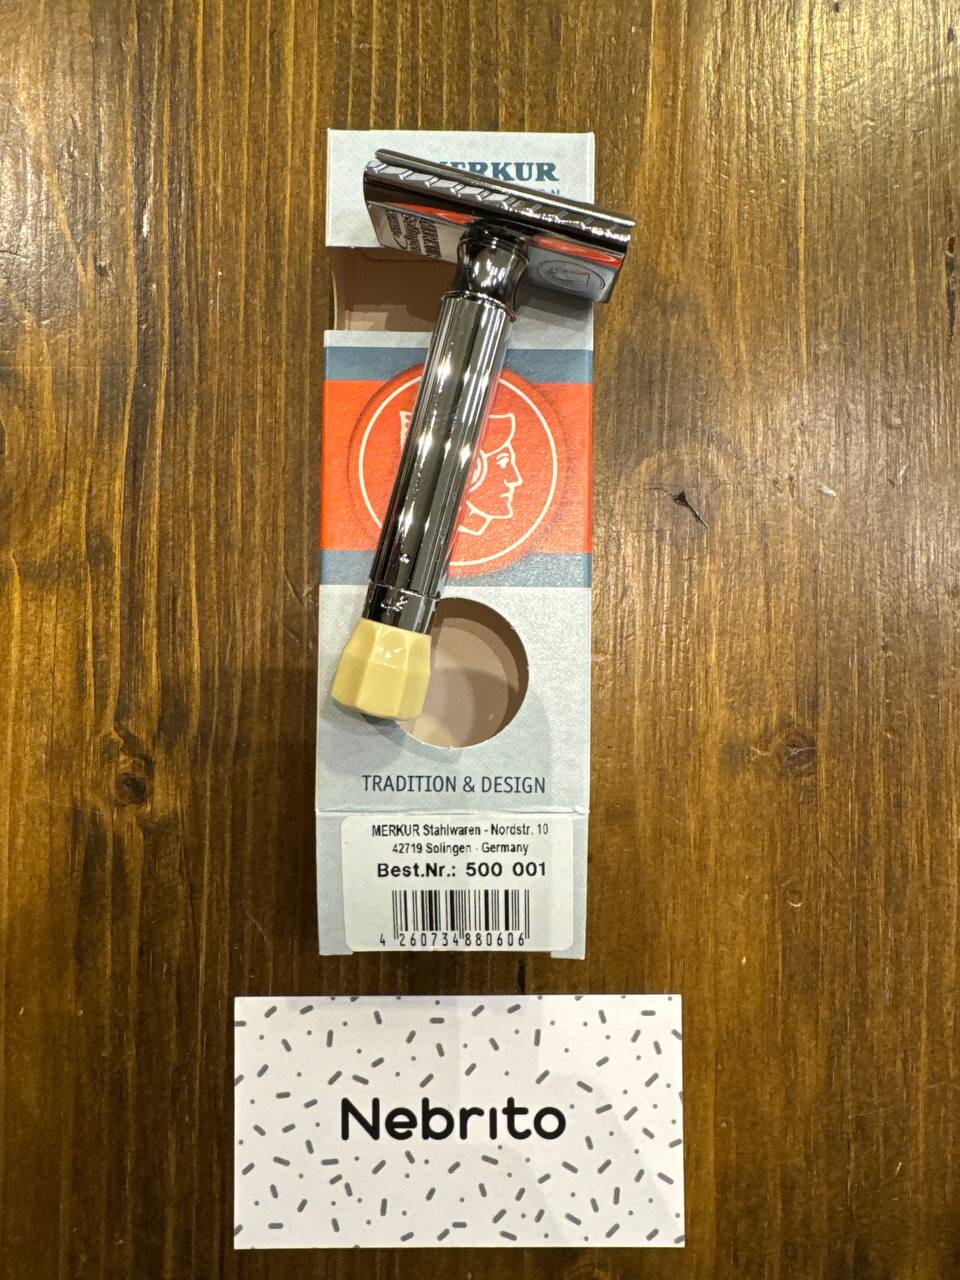 MERKUR
TRADITION & DESIGN
MERKUR Stahlwaren - Nordstr. 10
42719 Solingen - Germany
Best.Nr.: 500 001
4 260734 880606
Nebrito